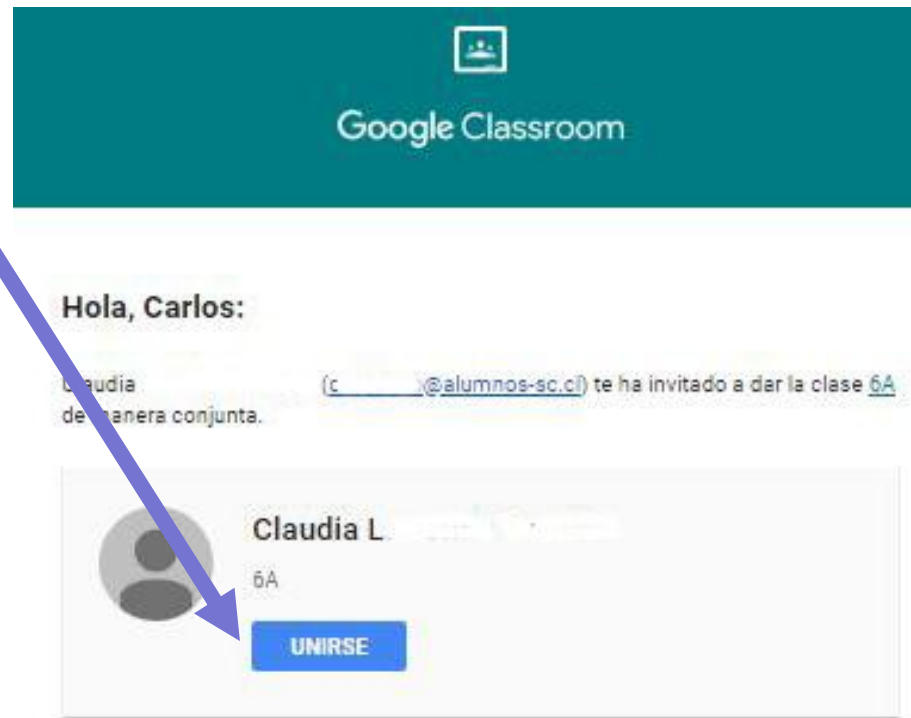 Google Classroom
Hola, Carlos:
(c @alumnos-sc.cl) te ha invitado a dar la clase 6A
de manera conjunta.
Claudia L
6A
UNIRSE